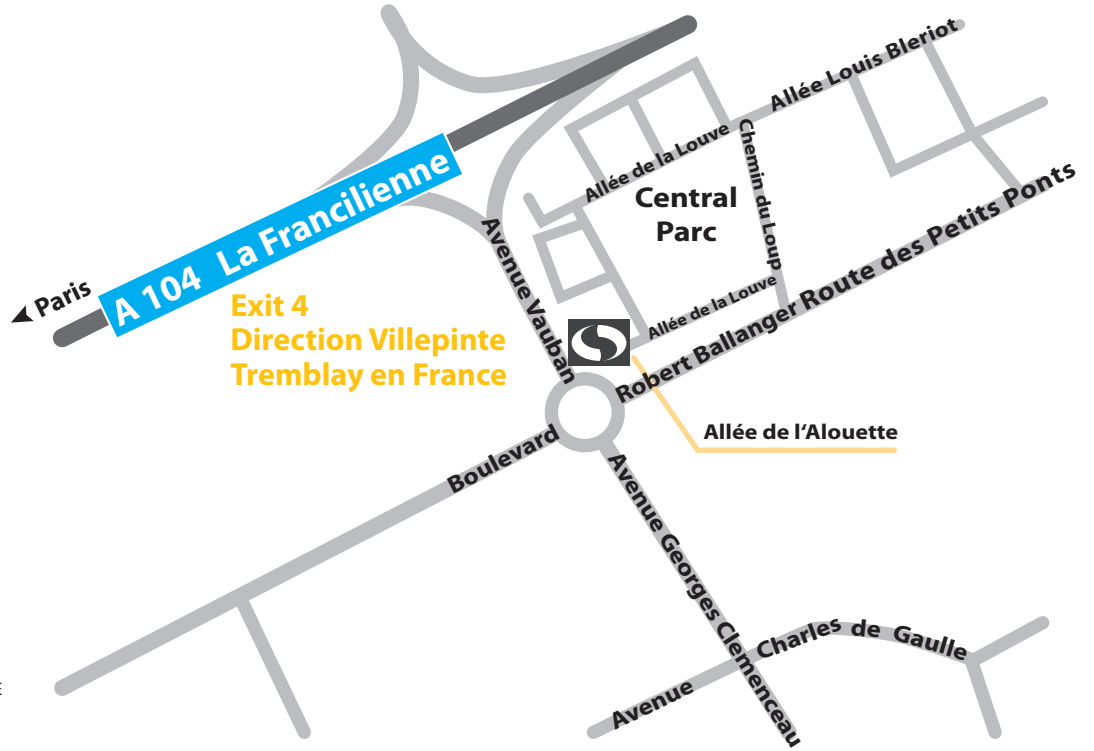 Allée Louis Bleriot
Allée de la Louve
Chemin du Loup
Central
Parc
A 104 La Francilienne
Paris
Avenue Vauban
Route des Petits Ponts
Exit 4
Direction Villepinte
Tremblay en France
Allée de la Louve
Boulevard Robert Ballanger
Allée de l‘Alouette
Avenue Georges Clemenceau
Avenue Charles de Gaulle
E